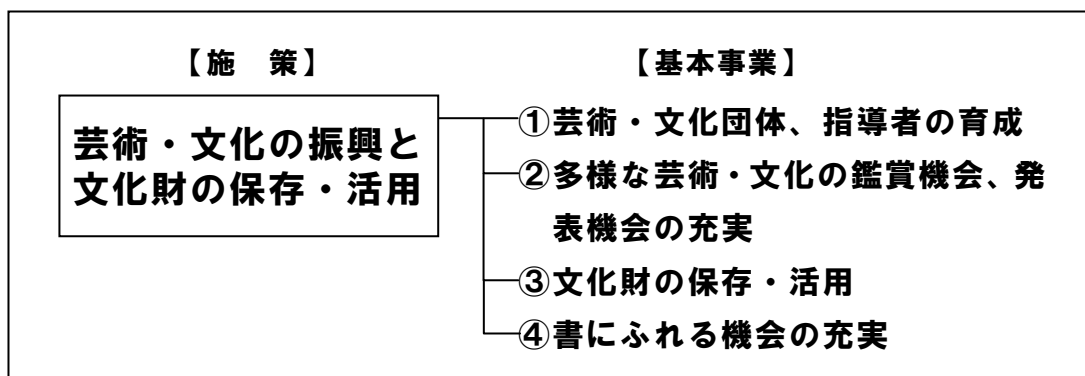 【施　策】
【基本事業】
芸術・文化の振興と
文化財の保存・活用
①芸術・文化団体、指導者の育成
②多様な芸術・文化の鑑賞機会、発
表機会の充実
③文化財の保存・活用
④書にふれる機会の充実